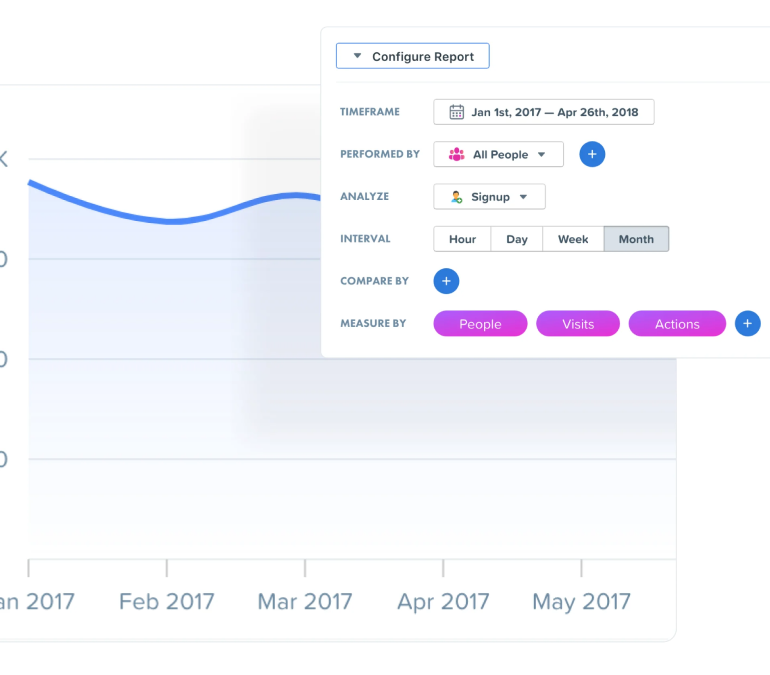 Configure Report
TIMEFRAME Jan 1st, 2017 — Apr 26th, 2018
PERFORMED BY All People +
ANALYZE Signup
INTERVAL Hour Day Week Month
COMPARE BY +
MEASURE BY People Visits Actions +
K
0
0
0
an 2017 Feb 2017 Mar 2017 Apr 2017 May 2017